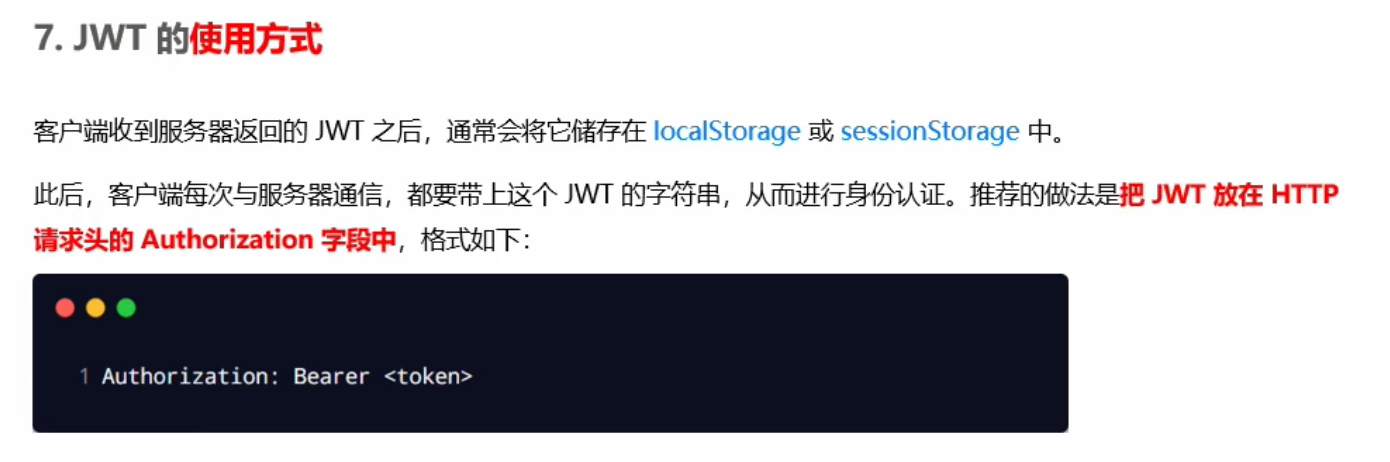 7. JWT 的使用方式
客户端收到服务器返回的 JWT 之后，通常会将它储存在 localStorage 或 sessionStorage 中。
此后，客户端每次与服务器通信，都要带上这个 JWT 的字符串，从而进行身份认证。推荐的做法是把 JWT 放在 HTTP
请求头的 Authorization 字段中，格式如下：
1 Authorization: Bearer <token>